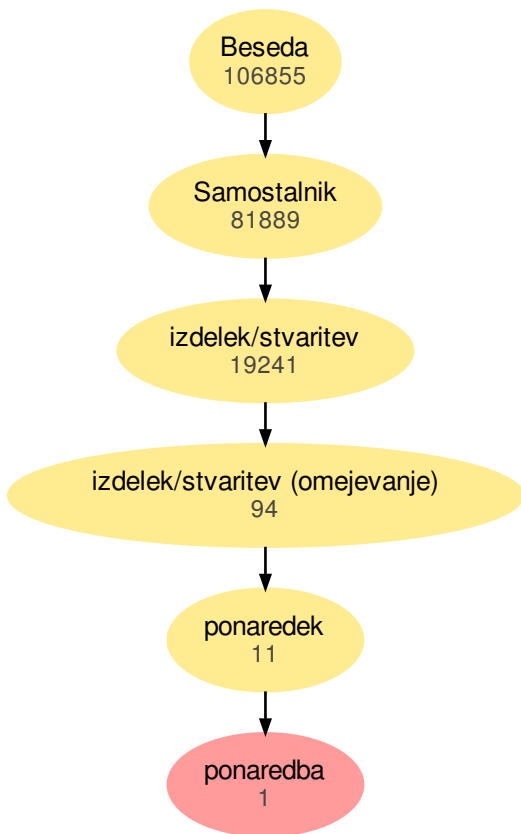 Beseda
106855
Samostalnik
81889
izdelek/stvaritev
19241
izdelek/stvaritev (omejevanje)
94
ponaredek
11
ponaredba
1